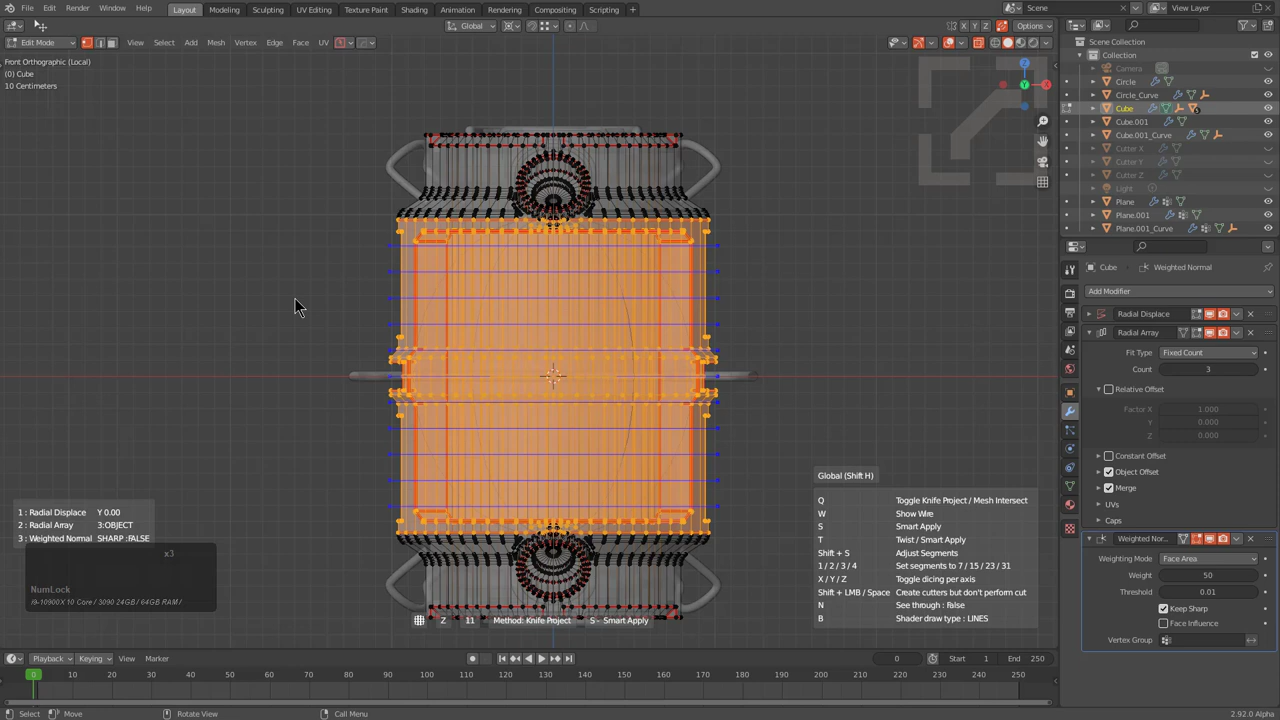 File Edit Render Window Help Layout Modeling Sculpting UV Editing Texture Paint Shading Animation Rendering Compositing Scripting + Scene View Layer
Global Options
Edit Mode View Select Add Mesh Vertex Edge Face UV
Front Orthographic (Local)
(0) Cube
10 Centimeters
Z
X
Y
Scene Collection
Collection
Camera
Circle
Circle_Curve
Cube
Cube.001
Cube.001_Curve
Cutter X
Cutter Y
Cutter Z
Light
Plane
Plane.001
Plane.001_Curve
Cube Weighted Normal
Add Modifier
Radial Displace
Radial Array
Fit Type Fixed Count
Count 3
Relative Offset
Factor X 1.000
Y 0.000
Z 0.000
Constant Offset
Object Offset
Merge
UVs
Caps
Weighted Nor...
Weighting Mode Face Area
Weight 50
Threshold 0.01
Keep Sharp
Face Influence
Vertex Group
Global (Shift H)
Q Toggle Knife Project / Mesh Intersect
W Show Wire
S Smart Apply
T Twist / Smart Apply
Shift + S Adjust Segments
1 / 2 / 3 / 4 Set segments to 7 / 15 / 23 / 31
X / Y / Z Toggle dicing per axis
Shift + LMB / Space Create cutters but don't perform cut
N See through : False
B Shader draw type : LINES
1 : Radial Displace Y 0.00
2 : Radial Array 3:OBJECT
3 : Weighted Normal SHARP :FALSE
x3
NumLock
i9-10900X 10 Core / 3090 24GB / 64GB RAM /
Z 11 Method: Knife Project S - Smart Apply
Playback Keying View Marker 0 Start 1 End 250
0 10 20 30 40 50 60 70 80 90 100 110 120 130 140 150 160 170 180 190 200 210 220 230 240 250
Select Move Rotate View Call Menu 2.92.0 Alpha